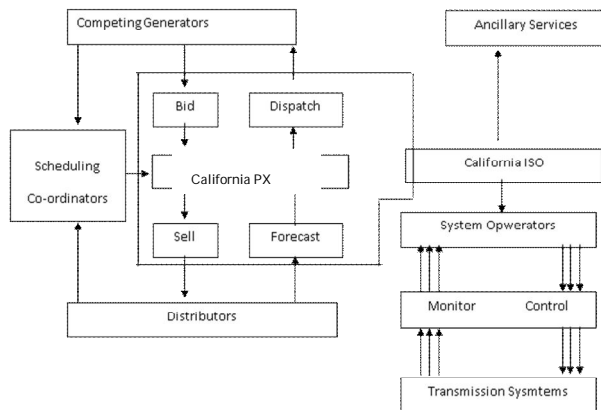 Competing Generators
Ancillary Services
Bid
Dispatch
Scheduling
Co-ordinators
California PX
California ISO
Sell
Forecast
System Opwerators
Distributors
Monitor Control
Transmission Sysmtems